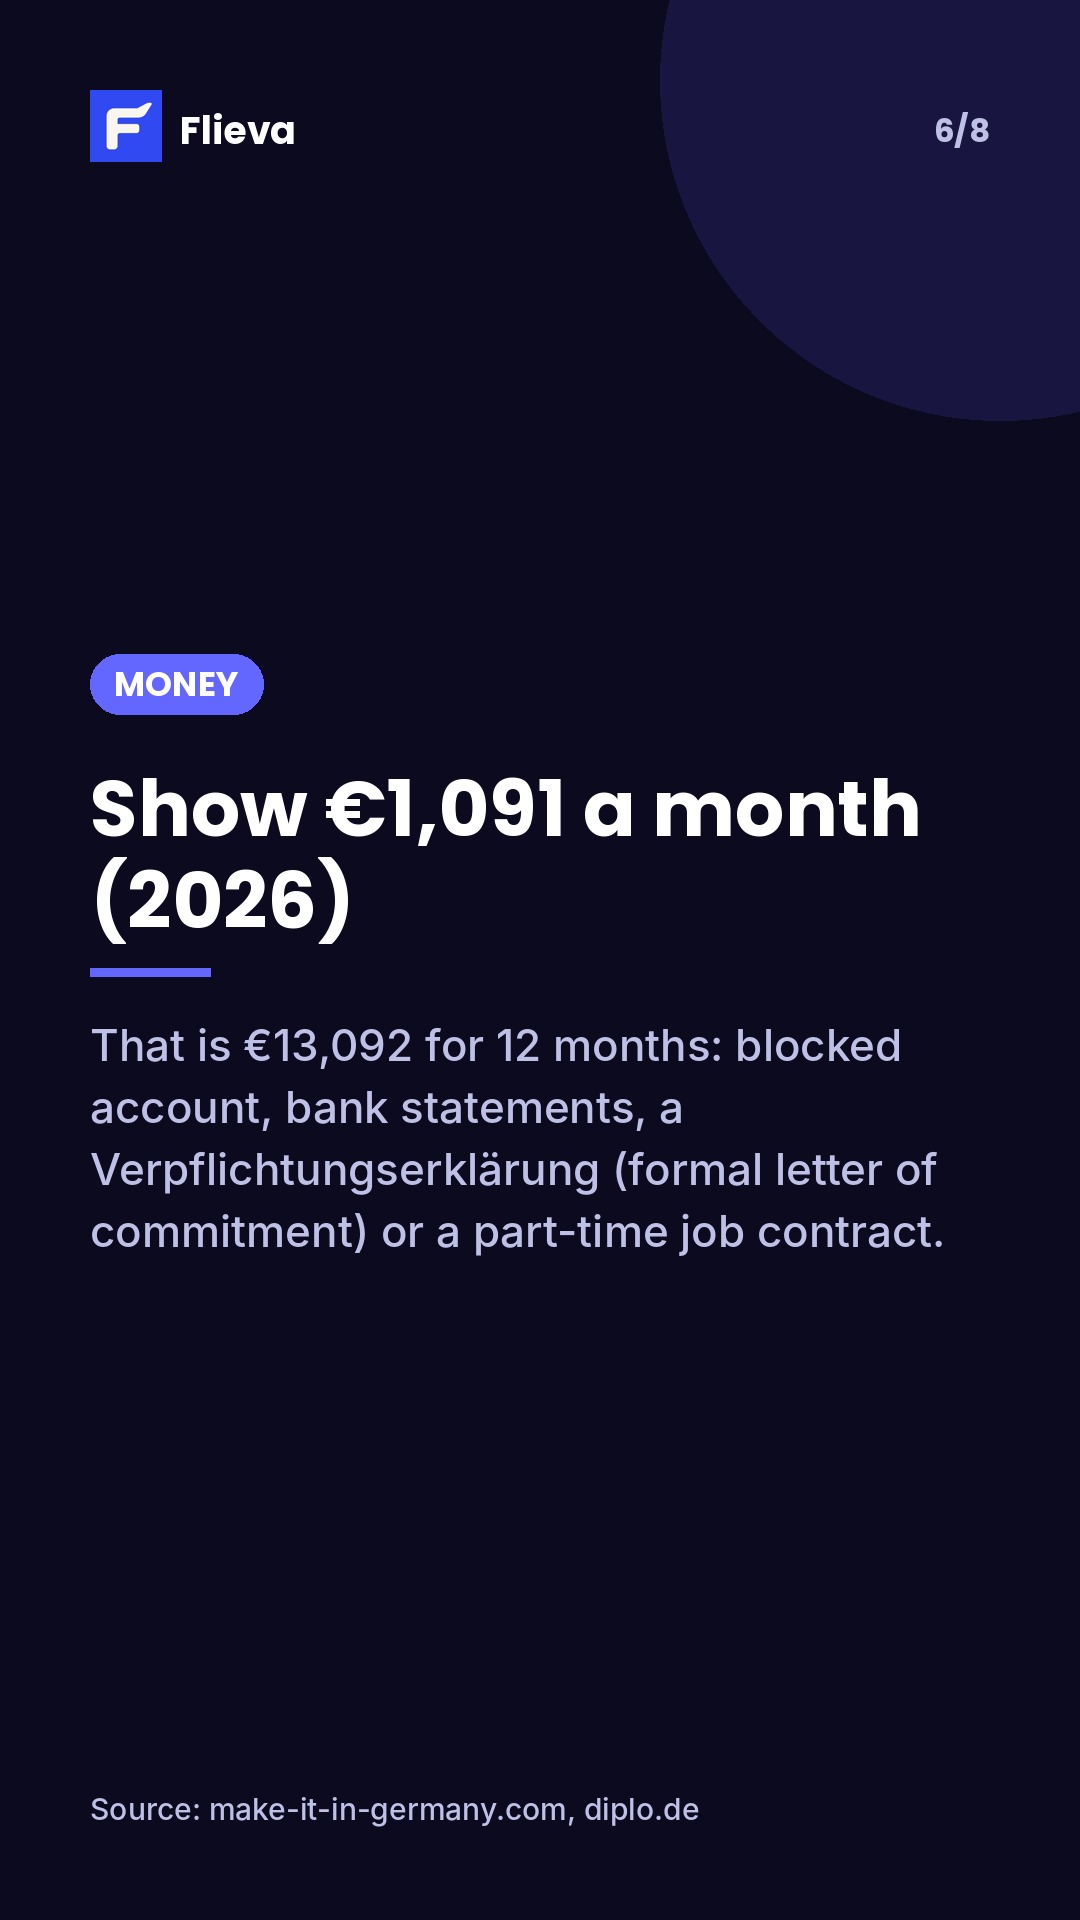 Flieva
6/8
MONEY
Show €1,091 a month
(2026)
That is €13,092 for 12 months: blocked
account, bank statements, a
Verpflichtungserklärung (formal letter of
commitment) or a part-time job contract.
Source: make-it-in-germany.com, diplo.de